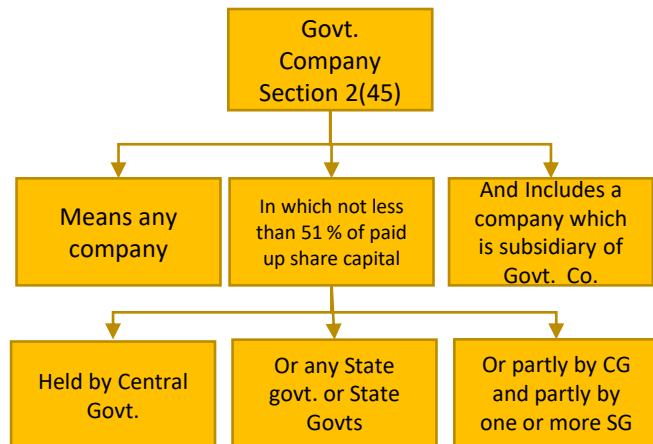 Govt.
Company
Section 2(45)
Means any
company
In which not less
than 51 % of paid
up share capital
And Includes a
company which
is subsidiary of
Govt. Co.
Held by Central
Govt.
Or any State
govt. or State
Govts
Or partly by CG
and partly by
one or more SG